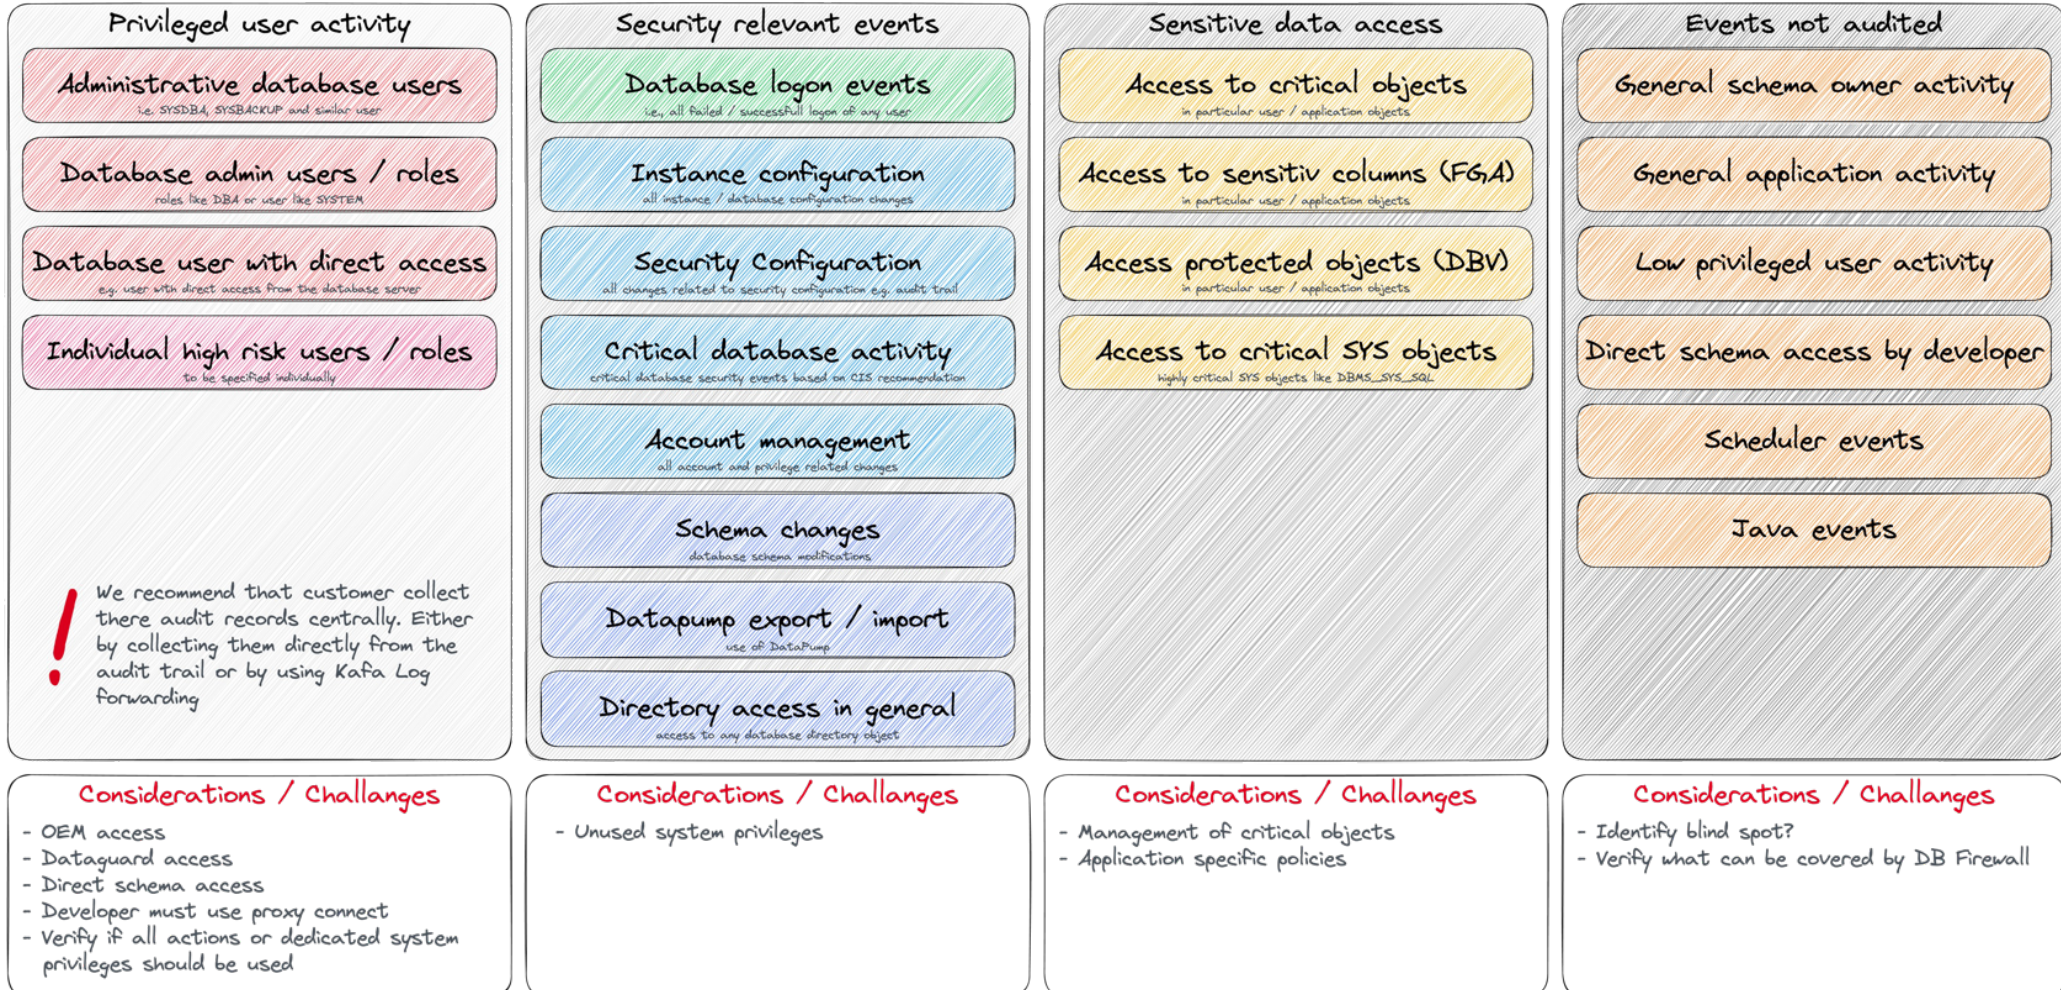 Privileged user activity
Administrative database users
i.e. SYSDBA, SYSBACKUP and similar user
Database admin users / roles
roles like DBA or user like SYSTEM
Database user with direct access
e.g. user with direct access from the database server
Individual high risk users / roles
to be specified individually
!
We recommend that customer collect
there audit records centrally. Either
by collecting them directly from the
audit trail or by using Kafa Log
forwarding
Considerations / Challanges
- OEM access
- Dataguard access
- Direct schema access
- Developer must use proxy connect
- Verify if all actions or dedicated system
privileges should be used
Security relevant events
Database logon events
i.e., all failed / successfull logon of any user
Instance configuration
all instance / database configuration changes
Security Configuration
all changes related to security configuration e.g. audit trail
Critical database activity
critical database security events based on CIS recommendation
Account management
all account and privilege related changes
Schema changes
database schema modifications
Datapump export / import
use of DataPump
Directory access in general
access to any database directory object
Considerations / Challanges
- Unused system privileges
Sensitive data access
Access to critical objects
in particular user / application objects
Access to sensitiv columns (FGA)
in particular user / application objects
Access protected objects (DBV)
in particular user / application objects
Access to critical SYS objects
highly critical SYS objects like DBMS_SYS_SQL
Considerations / Challanges
- Management of critical objects
- Application specific policies
Events not audited
General schema owner activity
General application activity
Low privileged user activity
Direct schema access by developer
Scheduler events
Java events
Considerations / Challanges
- Identify blind spot?
- Verify what can be covered by DB Firewall